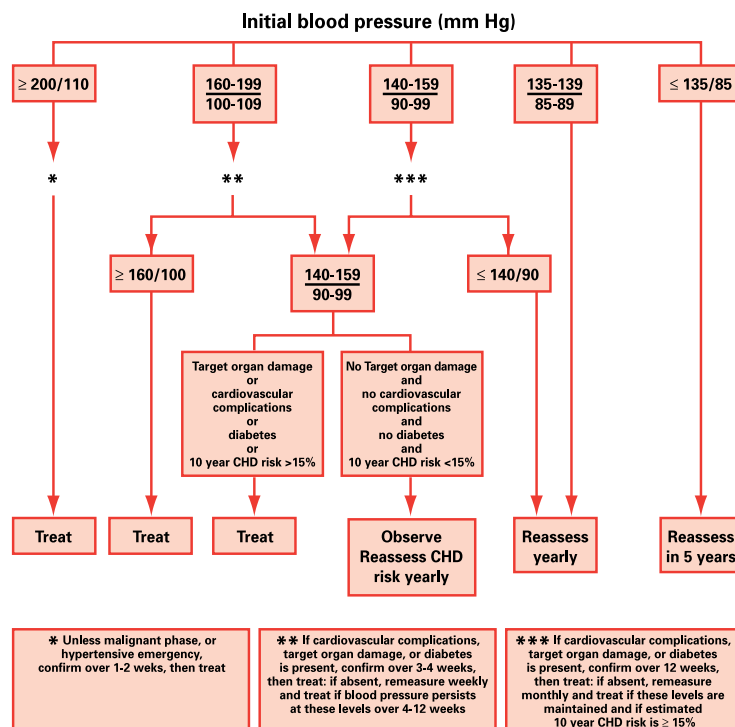 Initial blood pressure (mm Hg)
≥ 200/110
160-199
100-109
140-159
90-99
135-139
85-89
≤ 135/85
*
**
***
≥ 160/100
140-159
90-99
≤ 140/90
Target organ damage
or
cardiovascular
complications
or
diabetes
or
10 year CHD risk >15%
No Target organ damage
and
no cardiovascular
complications
and
no diabetes
and
10 year CHD risk <15%
Treat
Treat
Treat
Observe
Reassess CHD
risk yearly
Reassess
yearly
Reassess
in 5 years
* Unless malignant phase, or
hypertensive emergency,
confirm over 1-2 weks, then treat
** If cardiovascular complications,
target organ damage, or diabetes
is present, confirm over 3-4 weeks,
then treat: if absent, remeasure weekly
and treat if blood pressure persists
at these levels over 4-12 weeks
*** If cardiovascular complications,
target organ damage, or diabetes
is present, confirm over 12 weeks,
then treat: if absent, remeasure
monthly and treat if these levels are
maintained and if estimated
10 year CHD risk is ≥ 15%